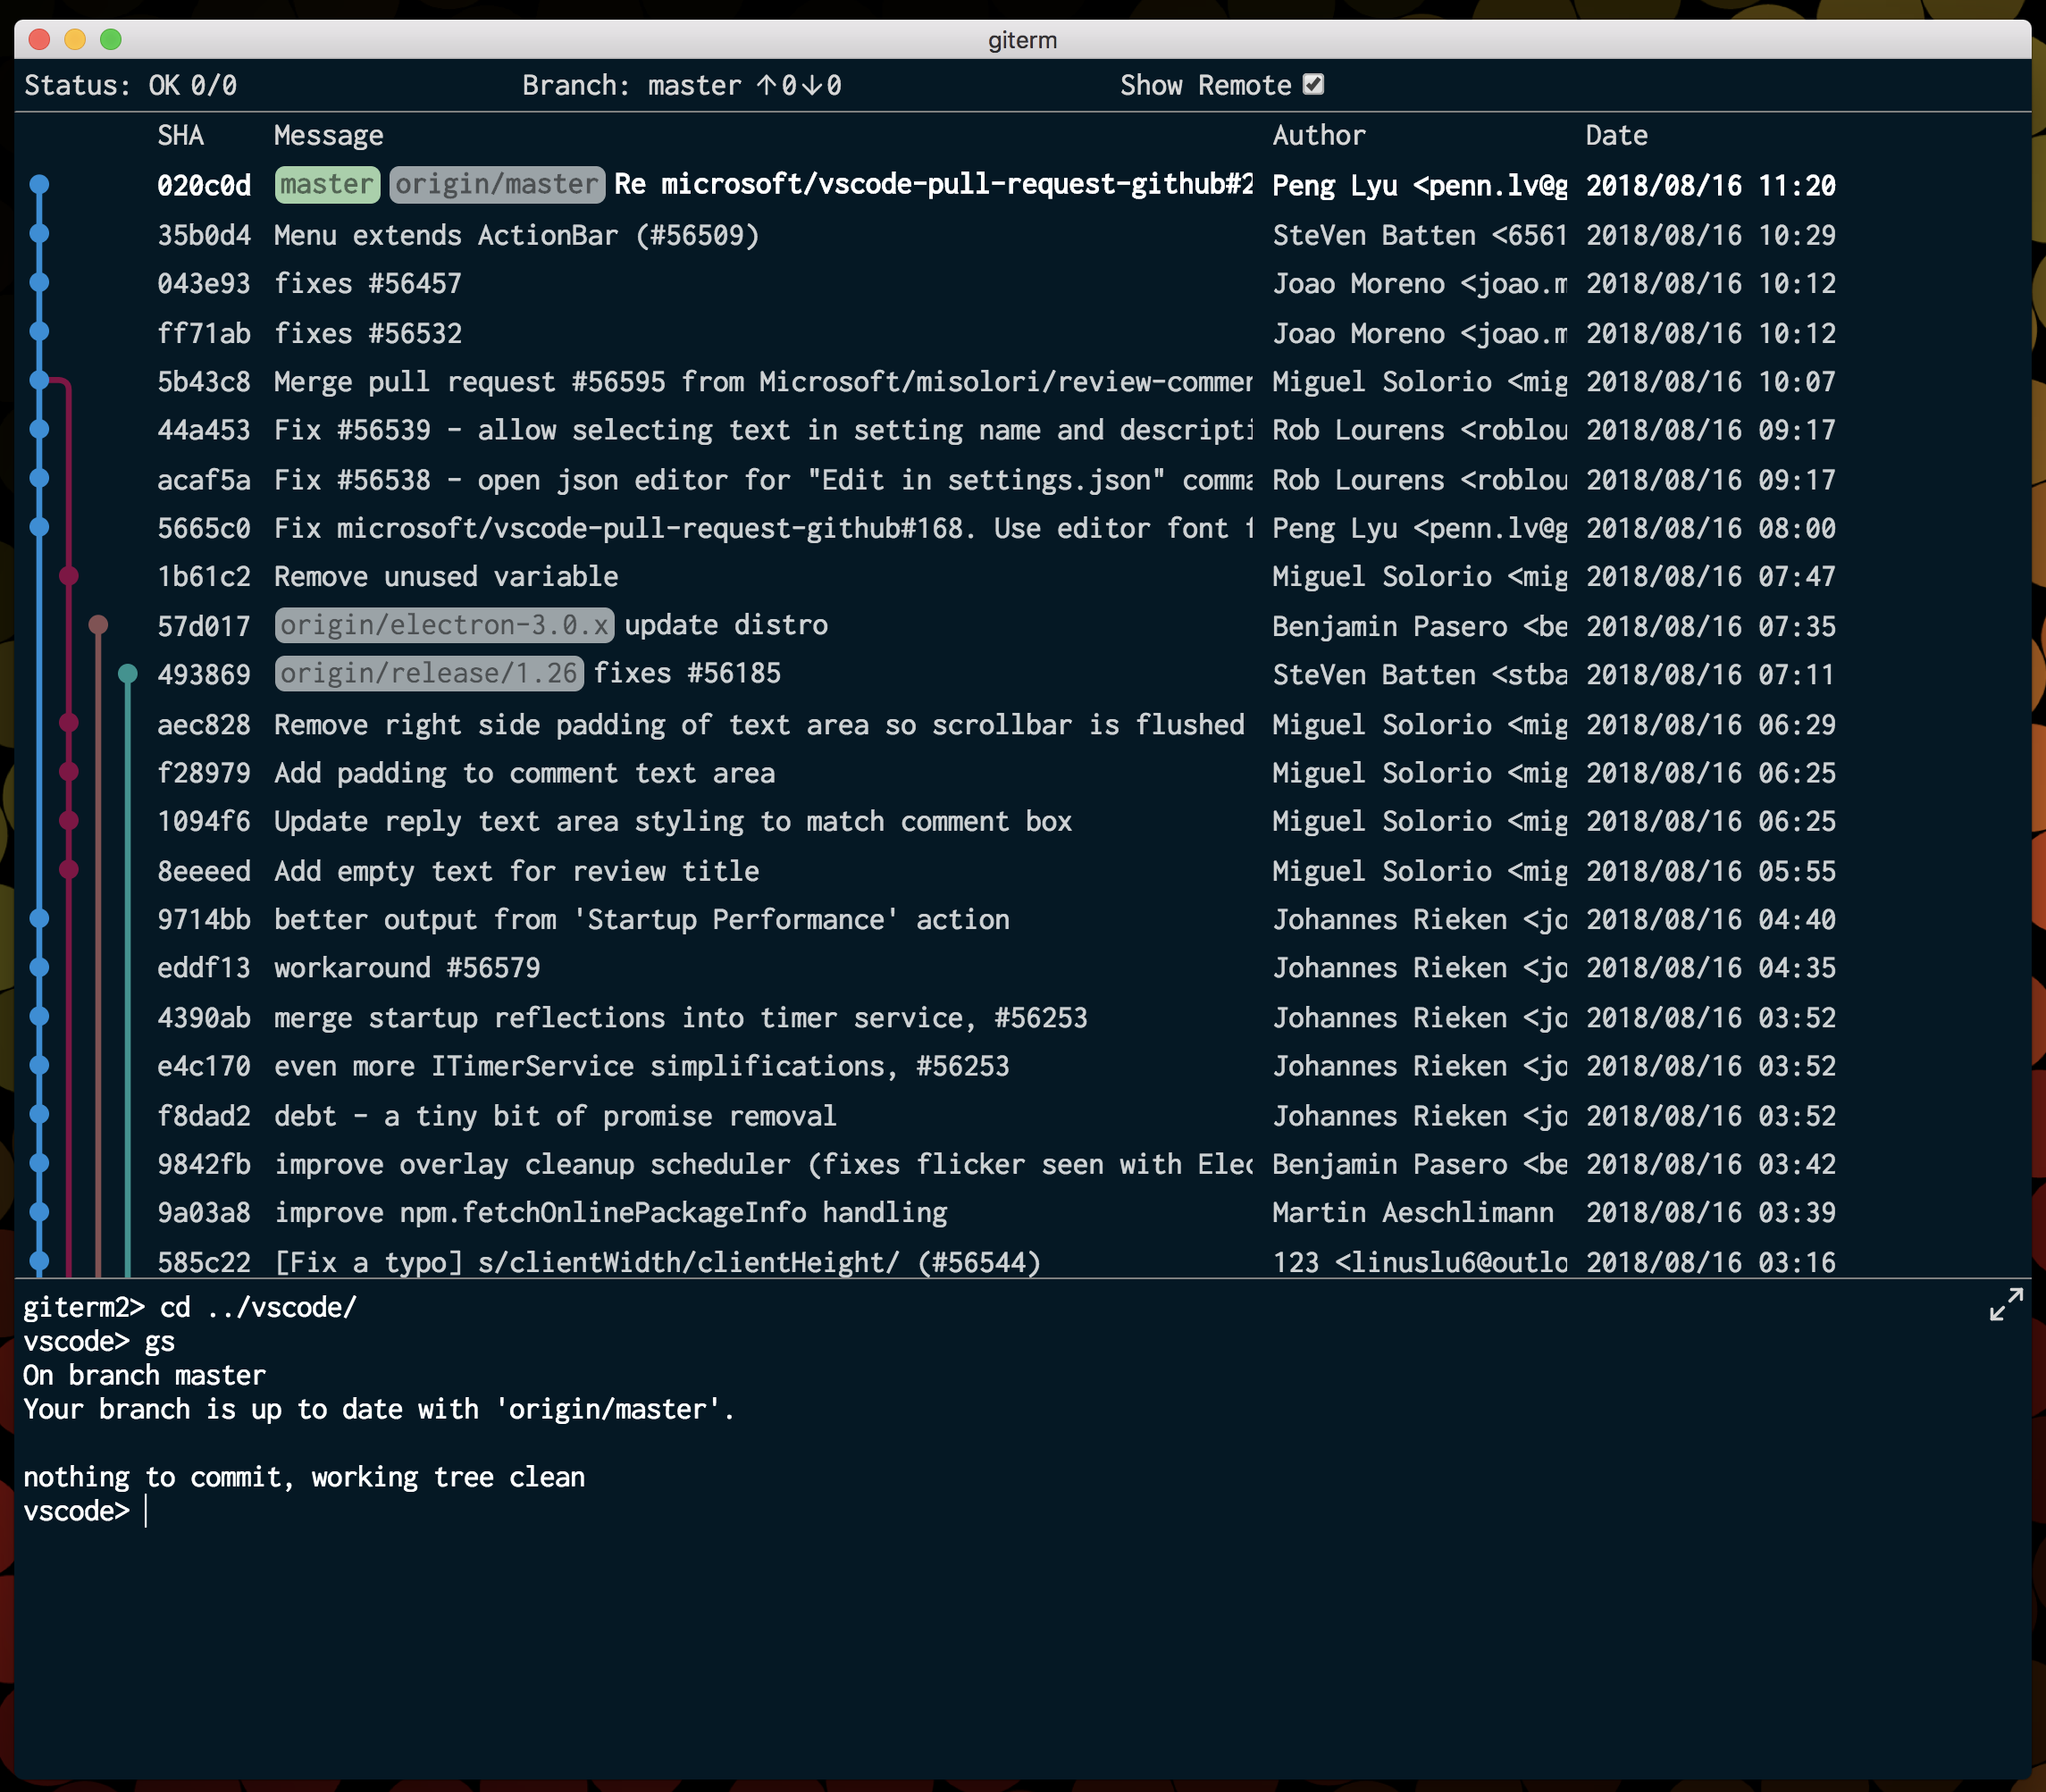 giterm
Status: OK 0/0 Branch: master ↑0↓0 Show Remote
SHA Message Author Date
020c0d master origin/master Re microsoft/vscode-pull-request-github#2 Peng Lyu <penn.lv@g 2018/08/16 11:20
35b0d4 Menu extends ActionBar (#56509) SteVen Batten <6561 2018/08/16 10:29
043e93 fixes #56457 Joao Moreno <joao.m 2018/08/16 10:12
ff71ab fixes #56532 Joao Moreno <joao.m 2018/08/16 10:12
5b43c8 Merge pull request #56595 from Microsoft/misolori/review-commen Miguel Solorio <mig 2018/08/16 10:07
44a453 Fix #56539 - allow selecting text in setting name and descripti Rob Lourens <roblou 2018/08/16 09:17
acaf5a Fix #56538 - open json editor for "Edit in settings.json" comma Rob Lourens <roblou 2018/08/16 09:17
5665c0 Fix microsoft/vscode-pull-request-github#168. Use editor font f Peng Lyu <penn.lv@g 2018/08/16 08:00
1b61c2 Remove unused variable Miguel Solorio <mig 2018/08/16 07:47
57d017 origin/electron-3.0.x update distro Benjamin Pasero <be 2018/08/16 07:35
493869 origin/release/1.26 fixes #56185 SteVen Batten <stba 2018/08/16 07:11
aec828 Remove right side padding of text area so scrollbar is flushed Miguel Solorio <mig 2018/08/16 06:29
f28979 Add padding to comment text area Miguel Solorio <mig 2018/08/16 06:25
1094f6 Update reply text area styling to match comment box Miguel Solorio <mig 2018/08/16 06:25
8eeeed Add empty text for review title Miguel Solorio <mig 2018/08/16 05:55
9714bb better output from 'Startup Performance' action Johannes Rieken <jo 2018/08/16 04:40
eddf13 workaround #56579 Johannes Rieken <jo 2018/08/16 04:35
4390ab merge startup reflections into timer service, #56253 Johannes Rieken <jo 2018/08/16 03:52
e4c170 even more ITimerService simplifications, #56253 Johannes Rieken <jo 2018/08/16 03:52
f8dad2 debt - a tiny bit of promise removal Johannes Rieken <jo 2018/08/16 03:52
9842fb improve overlay cleanup scheduler (fixes flicker seen with Elec Benjamin Pasero <be 2018/08/16 03:42
9a03a8 improve npm.fetchOnlinePackageInfo handling Martin Aeschlimann 2018/08/16 03:39
585c22 [Fix a typo] s/clientWidth/clientHeight/ (#56544) 123 <linuslu6@outlo 2018/08/16 03:16
giterm2> cd ../vscode/
vscode> gs
On branch master
Your branch is up to date with 'origin/master'.
nothing to commit, working tree clean
vscode>